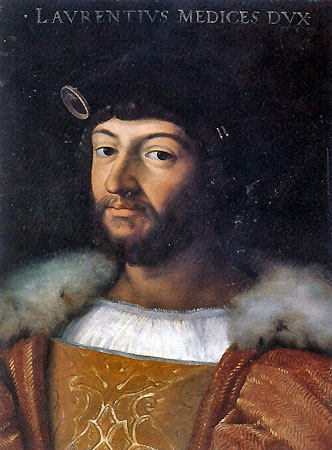 · LAVRENTIVS MEDICES DVX ·